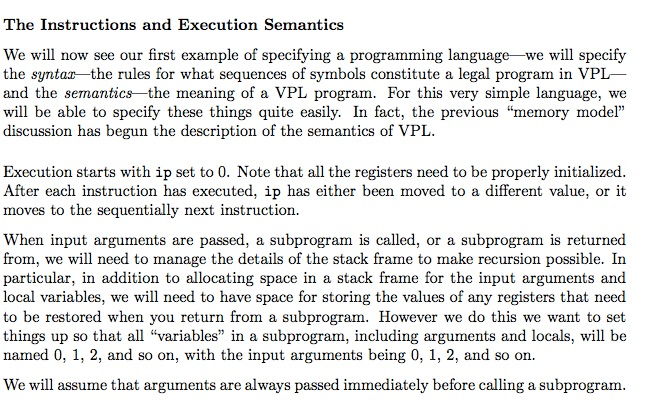 The Instructions and Execution Semantics
We will now see our first example of specifying a programming language—we will specify
the syntax—the rules for what sequences of symbols constitute a legal program in VPL—
and the semantics—the meaning of a VPL program. For this very simple language, we
will be able to specify these things quite easily. In fact, the previous “memory model”
discussion has begun the description of the semantics of VPL.
Execution starts with ip set to 0. Note that all the registers need to be properly initialized.
After each instruction has executed, ip has either been moved to a different value, or it
moves to the sequentially next instruction.
When input arguments are passed, a subprogram is called, or a subprogram is returned
from, we will need to manage the details of the stack frame to make recursion possible. In
particular, in addition to allocating space in a stack frame for the input arguments and
local variables, we will need to have space for storing the values of any registers that need
to be restored when you return from a subprogram. However we do this we want to set
things up so that all “variables” in a subprogram, including arguments and locals, will be
named 0, 1, 2, and so on, with the input arguments being 0, 1, 2, and so on.
We will assume that arguments are always passed immediately before calling a subprogram.